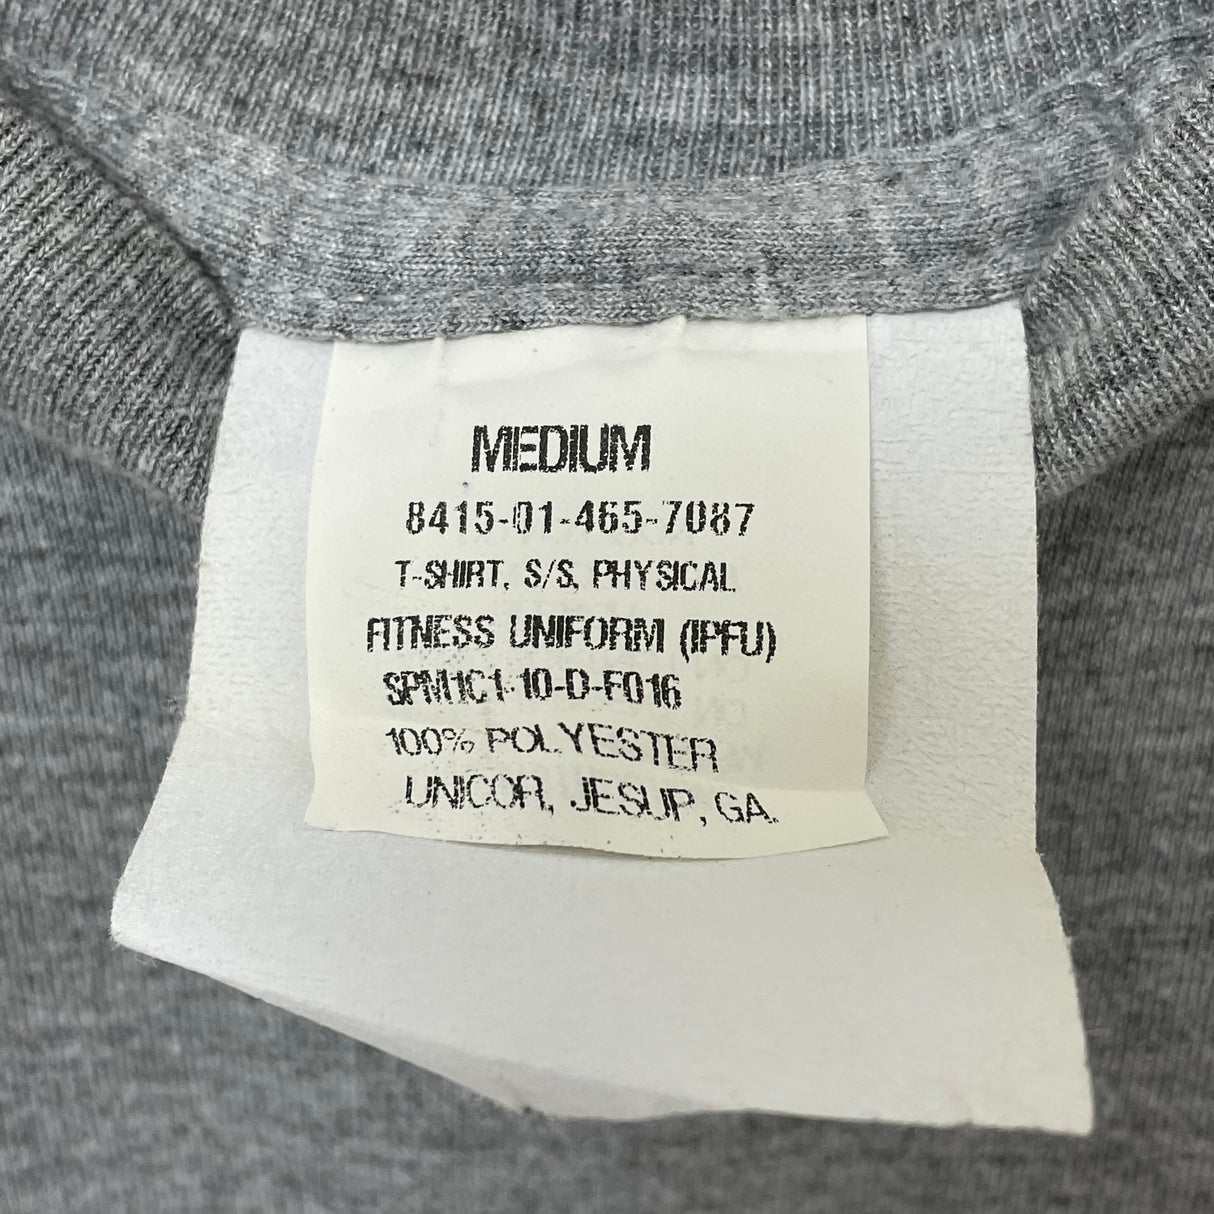 MEDIUM
8415-01-465-7087
T-SHIRT, S/S, PHYSICAL
FITNESS UNIFORM (IPFU)
SPM1C1-10-D-F016
100% POLYESTER
UNICOR, JESUP, GA.